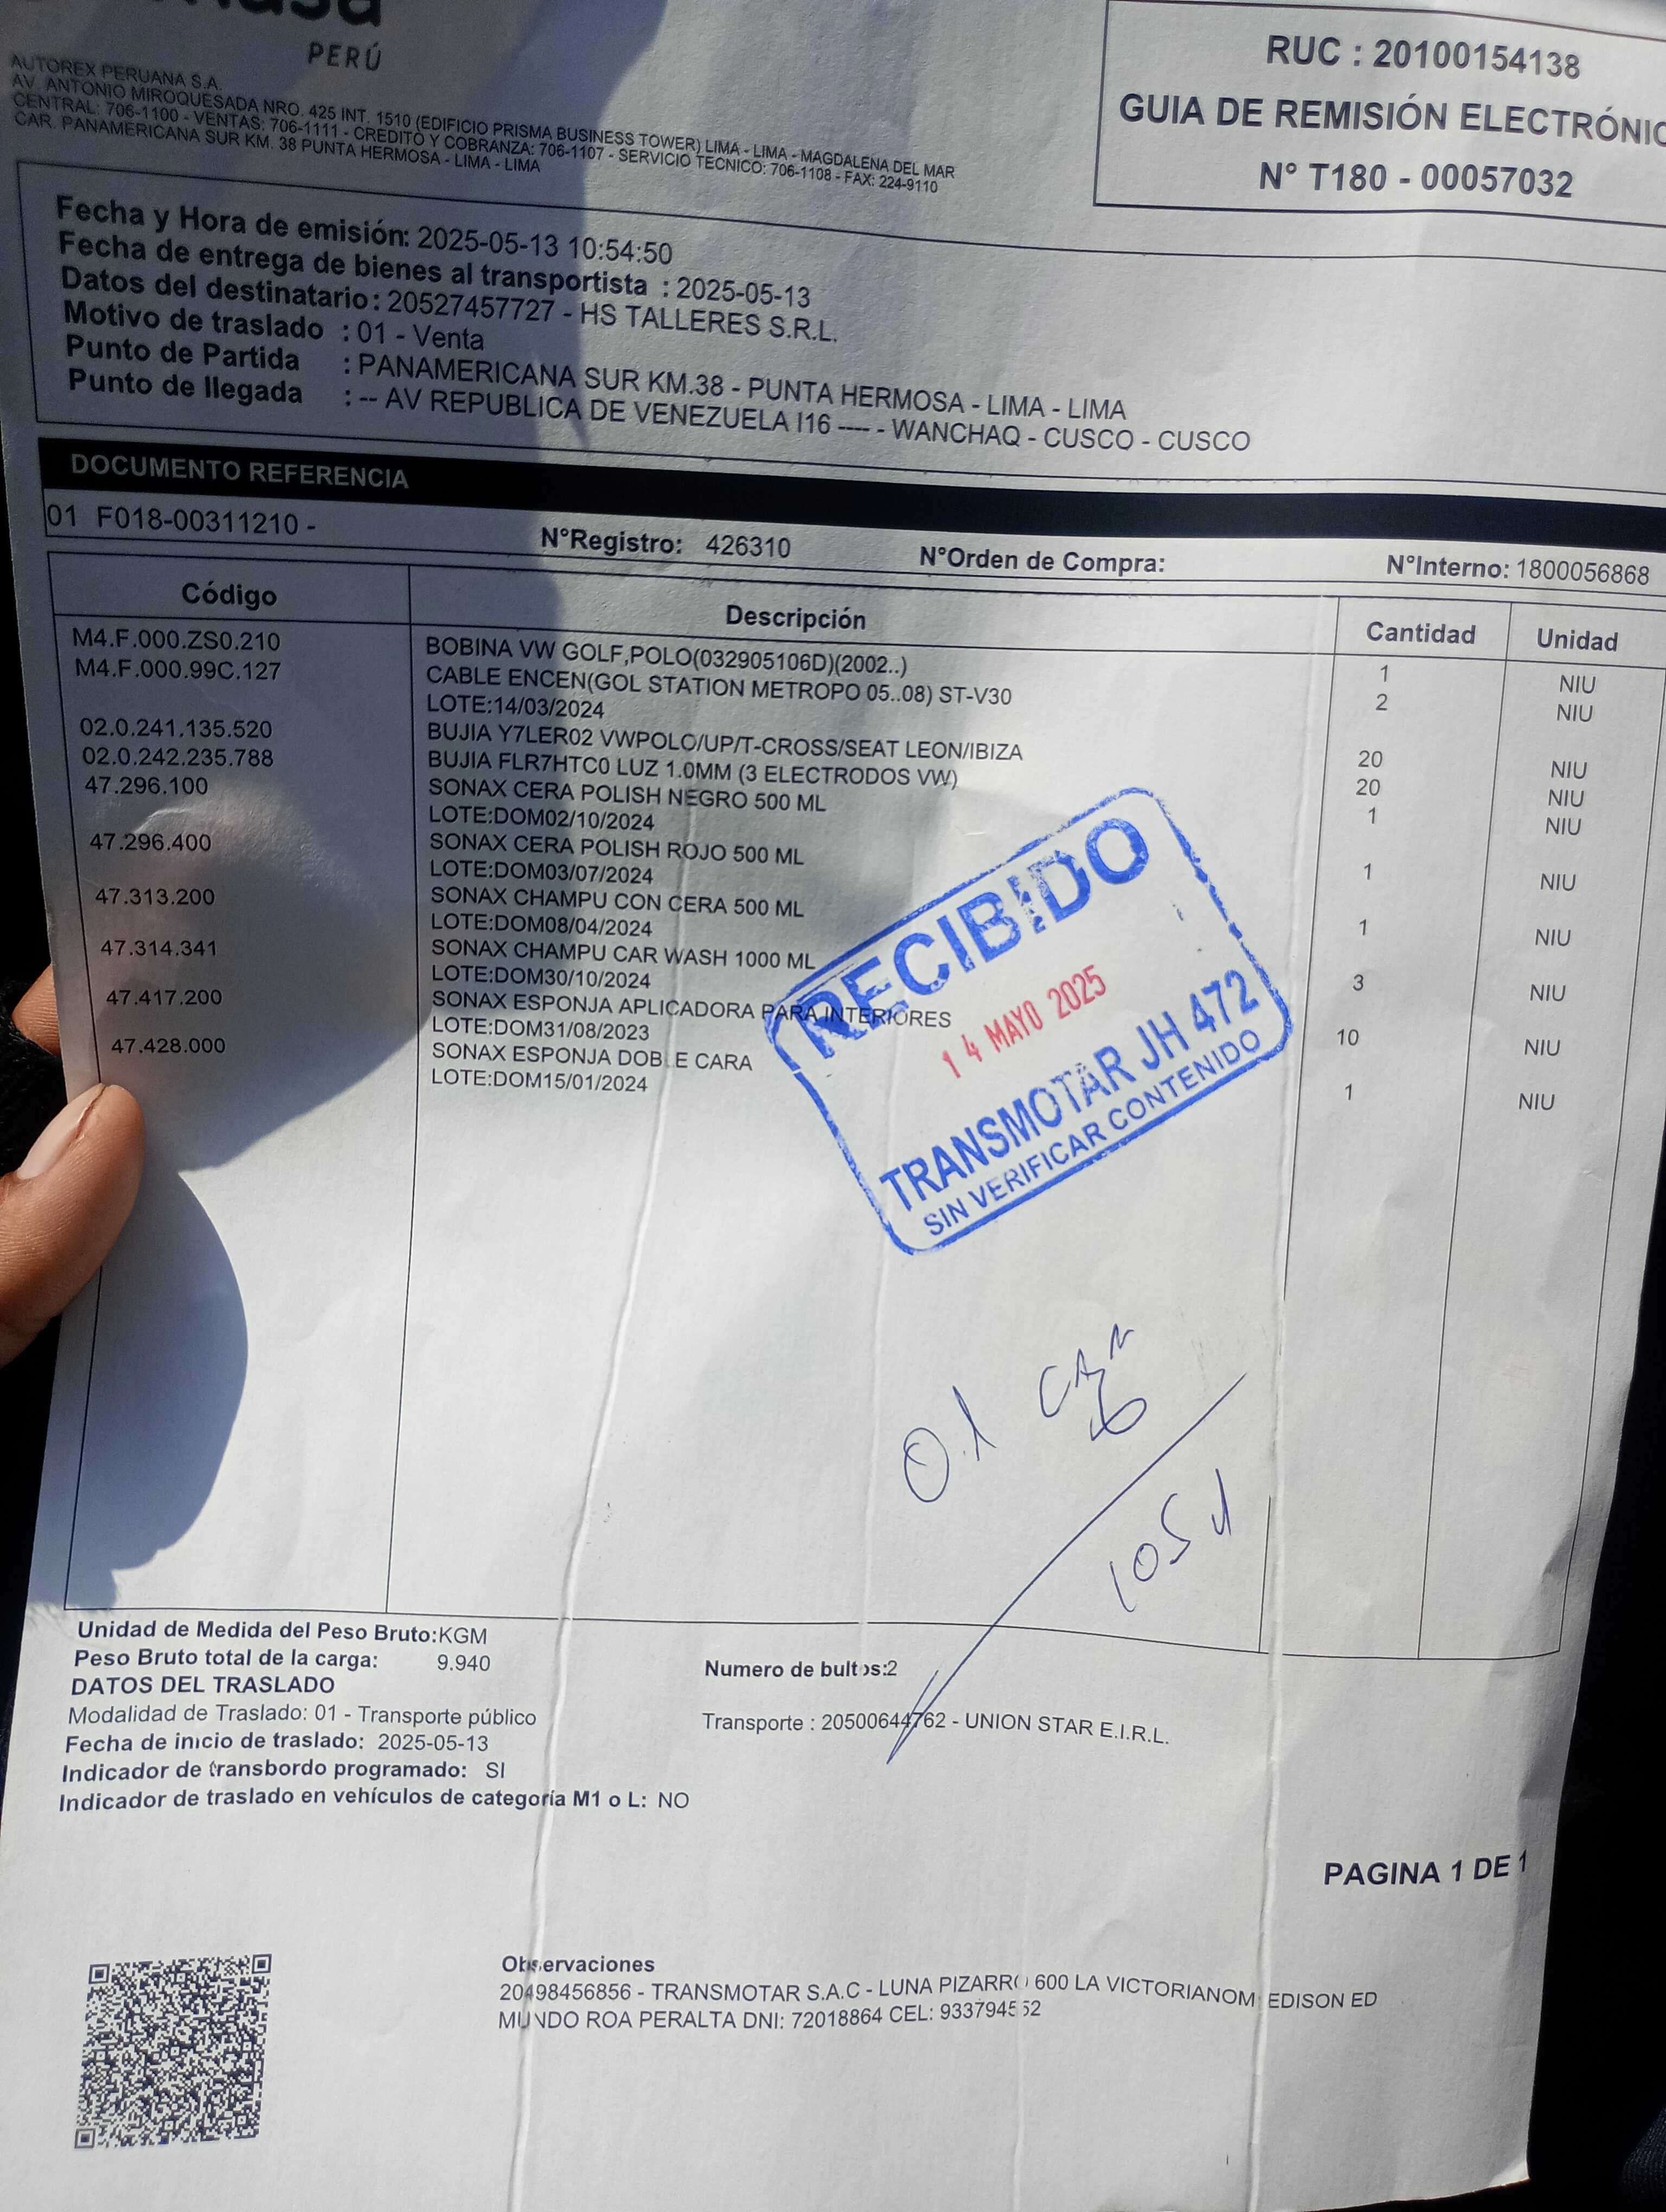 PERÚ
AUTOREX PERUANA S.A.
AV. ANTONIO MIROQUESADA NRO. 425 INT. 1510 (EDIFICIO PRISMA BUSINESS TOWER) LIMA - LIMA - MAGDALENA DEL MAR
CENTRAL: 706-1100 - VENTAS: 706-1111 - CREDITO Y COBRANZA: 706-1107 - SERVICIO TECNICO: 706-1108 - FAX: 224-9110
CAR. PANAMERICANA SUR KM. 38 PUNTA HERMOSA - LIMA - LIMA
RUC : 20100154138
GUIA DE REMISIÓN ELECTRÓNIC
N° T180 - 00057032
Fecha y Hora de emisión: 2025-05-13 10:54:50
Fecha de entrega de bienes al transportista : 2025-05-13
Datos del destinatario: 20527457727 - HS TALLERES S.R.L.
Motivo de traslado : 01 - Venta
Punto de Partida : PANAMERICANA SUR KM.38 - PUNTA HERMOSA - LIMA - LIMA
Punto de llegada : -- AV REPUBLICA DE VENEZUELA I16 ---- - WANCHAQ - CUSCO - CUSCO
DOCUMENTO REFERENCIA
01 F018-00311210 - N°Registro: 426310 N°Orden de Compra: N°Interno: 1800056868
Código Descripción Cantidad Unidad
M4.F.000.ZS0.210 BOBINA VW GOLF,POLO(032905106D)(2002..) 1 NIU
M4.F.000.99C.127 CABLE ENCEN(GOL STATION METROPO 05..08) ST-V30 2 NIU
LOTE:14/03/2024
02.0.241.135.520 BUJIA Y7LER02 VWPOLO/UP/T-CROSS/SEAT LEON/IBIZA 20 NIU
02.0.242.235.788 BUJIA FLR7HTC0 LUZ 1.0MM (3 ELECTRODOS VW) 20 NIU
47.296.100 SONAX CERA POLISH NEGRO 500 ML 1 NIU
LOTE:DOM02/10/2024
47.296.400 SONAX CERA POLISH ROJO 500 ML 1 NIU
LOTE:DOM03/07/2024
47.313.200 SONAX CHAMPU CON CERA 500 ML 1 NIU
LOTE:DOM08/04/2024
47.314.341 SONAX CHAMPU CAR WASH 1000 ML 3 NIU
LOTE:DOM30/10/2024
47.417.200 SONAX ESPONJA APLICADORA PARA INTERIORES 10 NIU
LOTE:DOM31/08/2023
47.428.000 SONAX ESPONJA DOBLE CARA 1 NIU
LOTE:DOM15/01/2024
RECIBIDO
14 MAYO 2025
TRANSMOTAR JH 472
SIN VERIFICAR CONTENIDO
Unidad de Medida del Peso Bruto:KGM
Peso Bruto total de la carga: 9.940 Numero de bultos:2
DATOS DEL TRASLADO
Modalidad de Traslado: 01 - Transporte público Transporte : 20500644762 - UNION STAR E.I.R.L.
Fecha de inicio de traslado: 2025-05-13
Indicador de transbordo programado: SI
Indicador de traslado en vehículos de categoría M1 o L: NO
PAGINA 1 DE 1
Observaciones
20498456856 - TRANSMOTAR S.A.C - LUNA PIZARRO 600 LA VICTORIANOM EDISON ED
MUNDO ROA PERALTA DNI: 72018864 CEL: